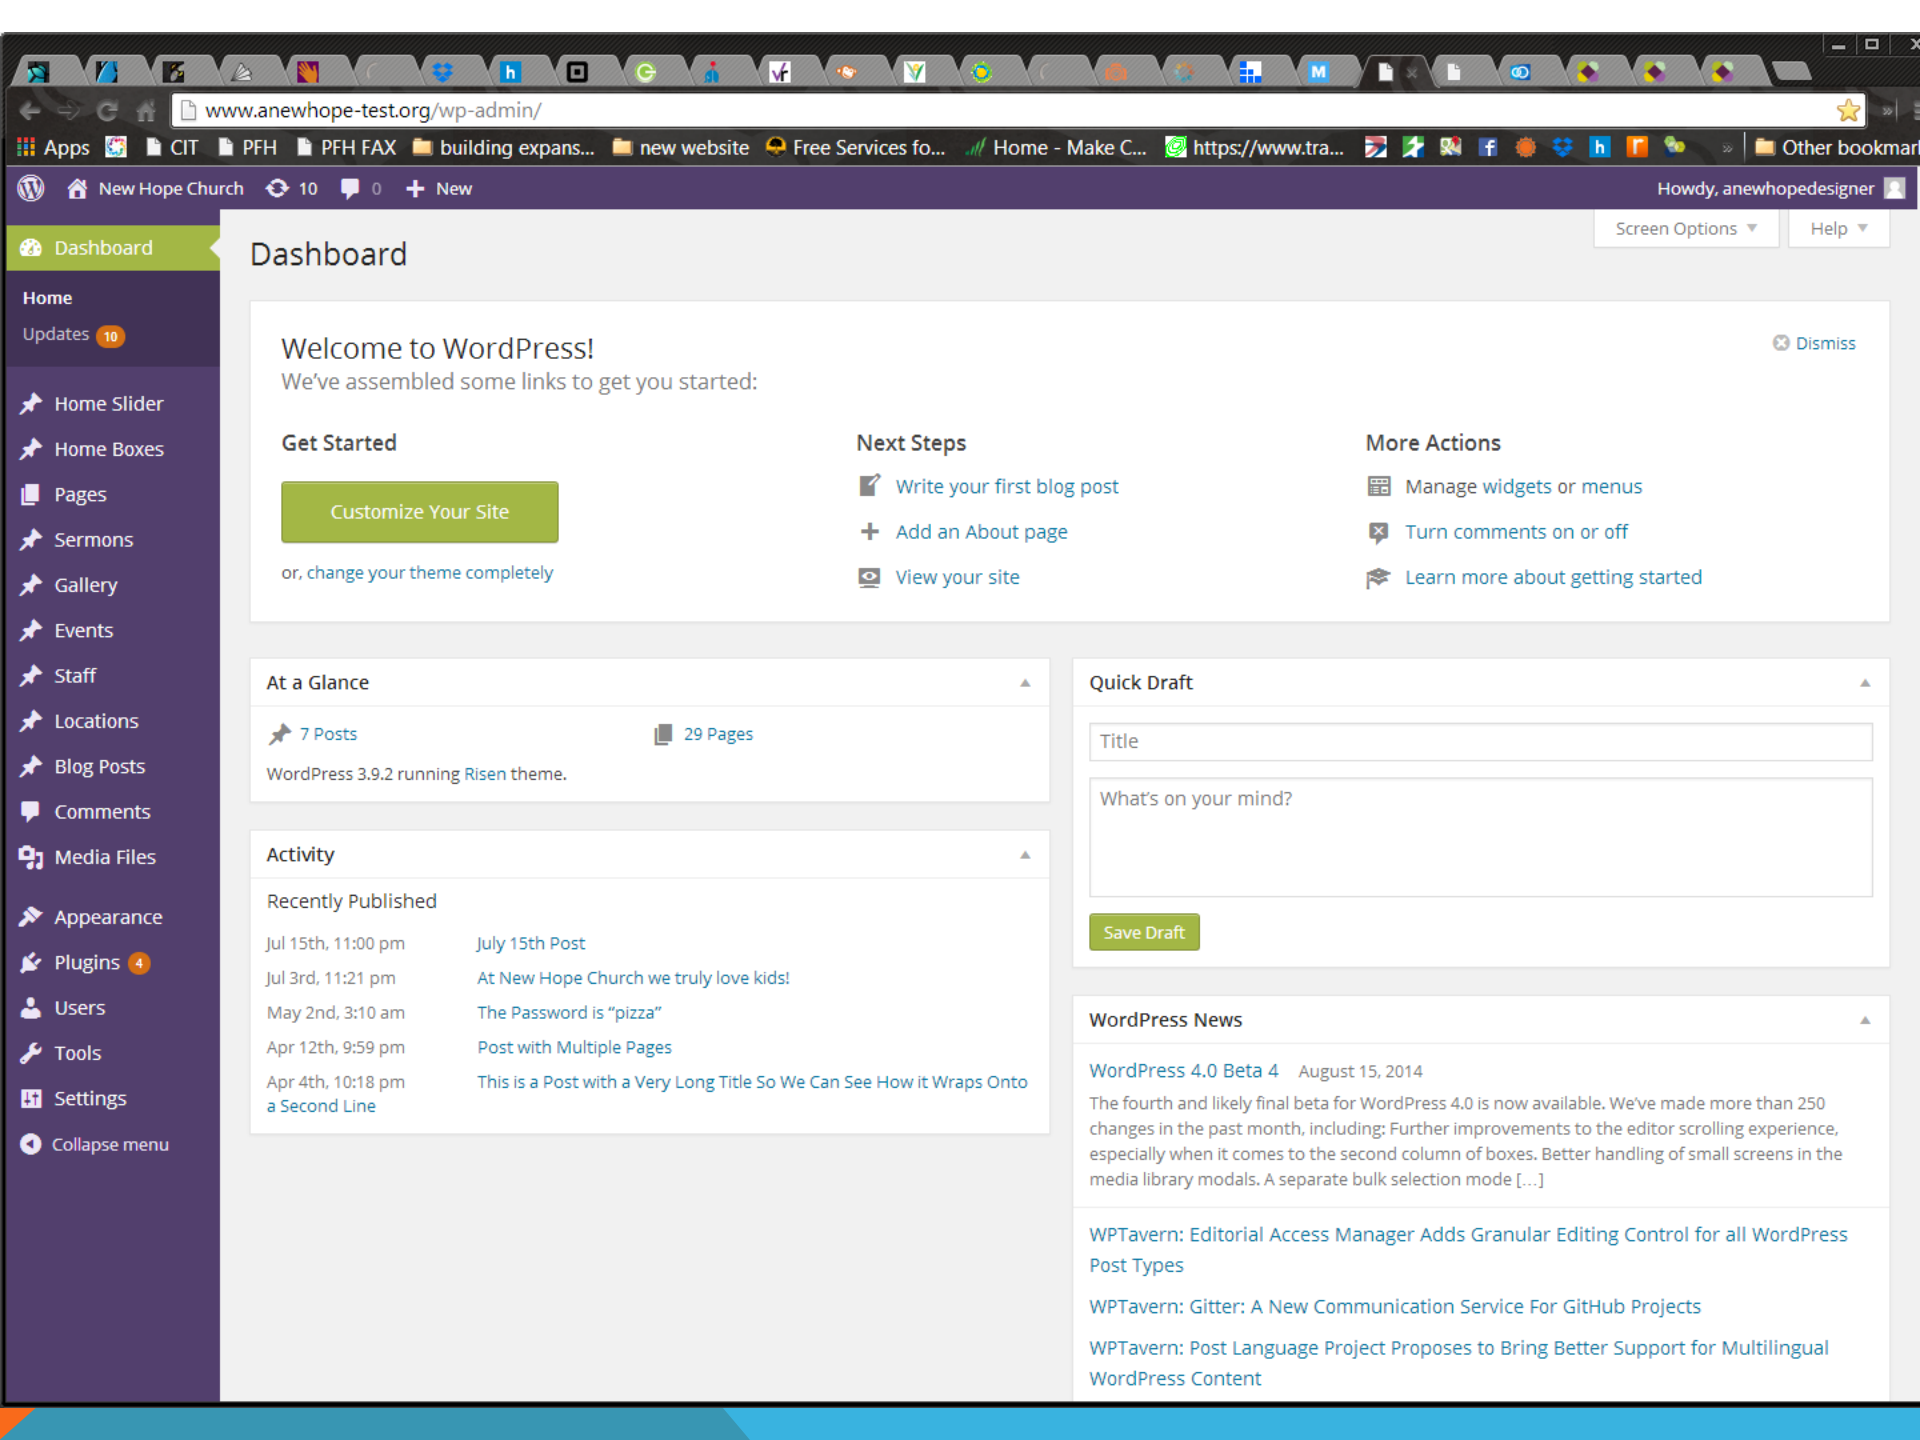 www.anewhope-test.org/wp-admin/
Apps CIT PFH PFH FAX building expans... new website Free Services fo... Home - Make C... https://www.tra... Other bookmar
New Hope Church 10 0 + New Howdy, anewhopedesigner
Screen Options Help
Dashboard
Home
Updates 10
Home Slider
Home Boxes
Pages
Sermons
Gallery
Events
Staff
Locations
Blog Posts
Comments
Media Files
Appearance
Plugins 4
Users
Tools
Settings
Collapse menu
Dashboard
Welcome to WordPress!
We've assembled some links to get you started:
Dismiss
Get Started
Customize Your Site
or, change your theme completely
Next Steps
Write your first blog post
Add an About page
View your site
More Actions
Manage widgets or menus
Turn comments on or off
Learn more about getting started
At a Glance
7 Posts 29 Pages
WordPress 3.9.2 running Risen theme.
Activity
Recently Published
Jul 15th, 11:00 pm July 15th Post
Jul 3rd, 11:21 pm At New Hope Church we truly love kids!
May 2nd, 3:10 am The Password is “pizza”
Apr 12th, 9:59 pm Post with Multiple Pages
Apr 4th, 10:18 pm This is a Post with a Very Long Title So We Can See How it Wraps Onto
a Second Line
Quick Draft
Title
What's on your mind?
Save Draft
WordPress News
WordPress 4.0 Beta 4 August 15, 2014
The fourth and likely final beta for WordPress 4.0 is now available. We've made more than 250
changes in the past month, including: Further improvements to the editor scrolling experience,
especially when it comes to the second column of boxes. Better handling of small screens in the
media library modals. A separate bulk selection mode […]
WPTavern: Editorial Access Manager Adds Granular Editing Control for all WordPress
Post Types
WPTavern: Gitter: A New Communication Service For GitHub Projects
WPTavern: Post Language Project Proposes to Bring Better Support for Multilingual
WordPress Content